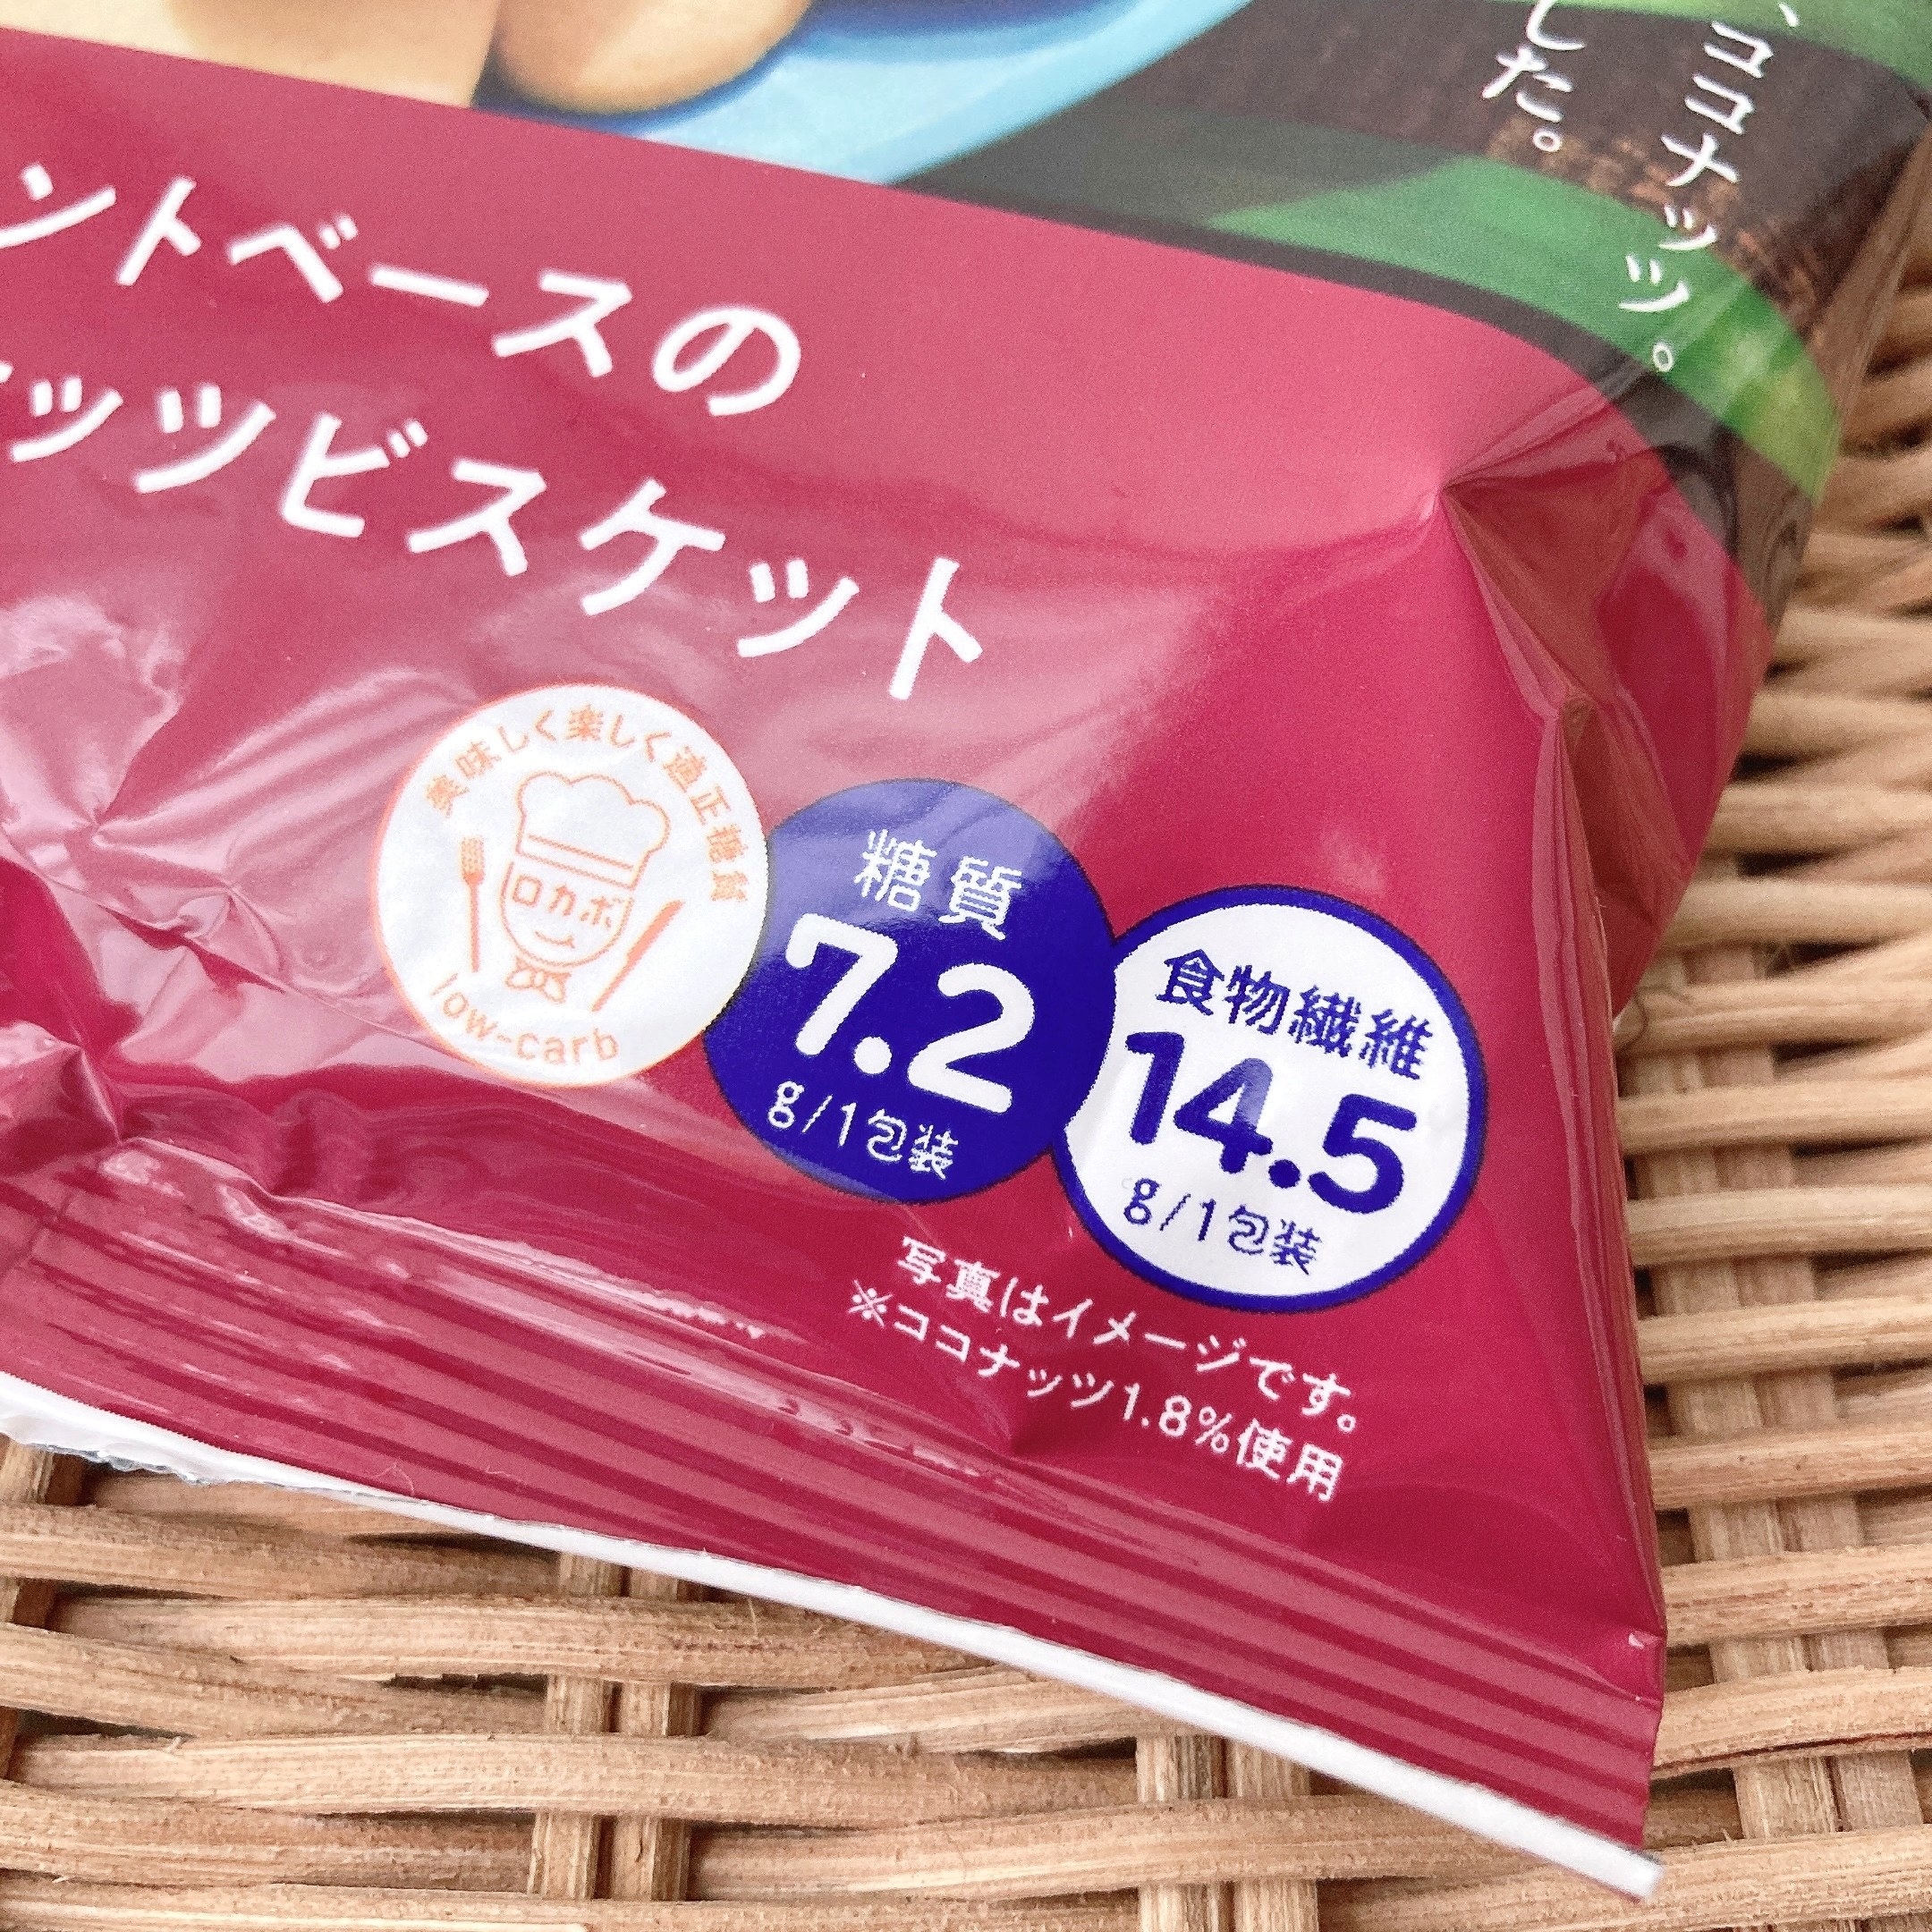 、ココナッツ。
した。
ントベースの
ナッツビスケット
美味しく楽しく適正糖質
ロカボ
low-carb
糖質
7.2
g/1包装
食物繊維
14.5
g/1包装
写真はイメージです。
※ココナッツ1.8%使用